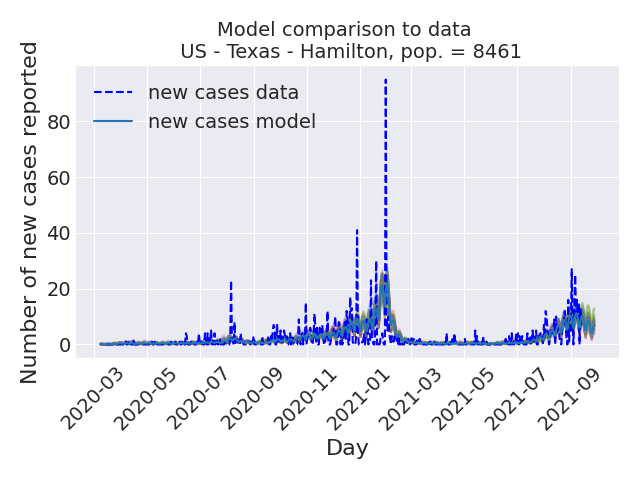 Model comparison to data
US - Texas - Hamilton, pop. = 8461
Number of new cases reported
new cases data
new cases model
80
60
40
20
0
2020-03
2020-05
2020-07
2020-09
2020-11
2021-01
2021-03
2021-05
2021-07
2021-09
Day